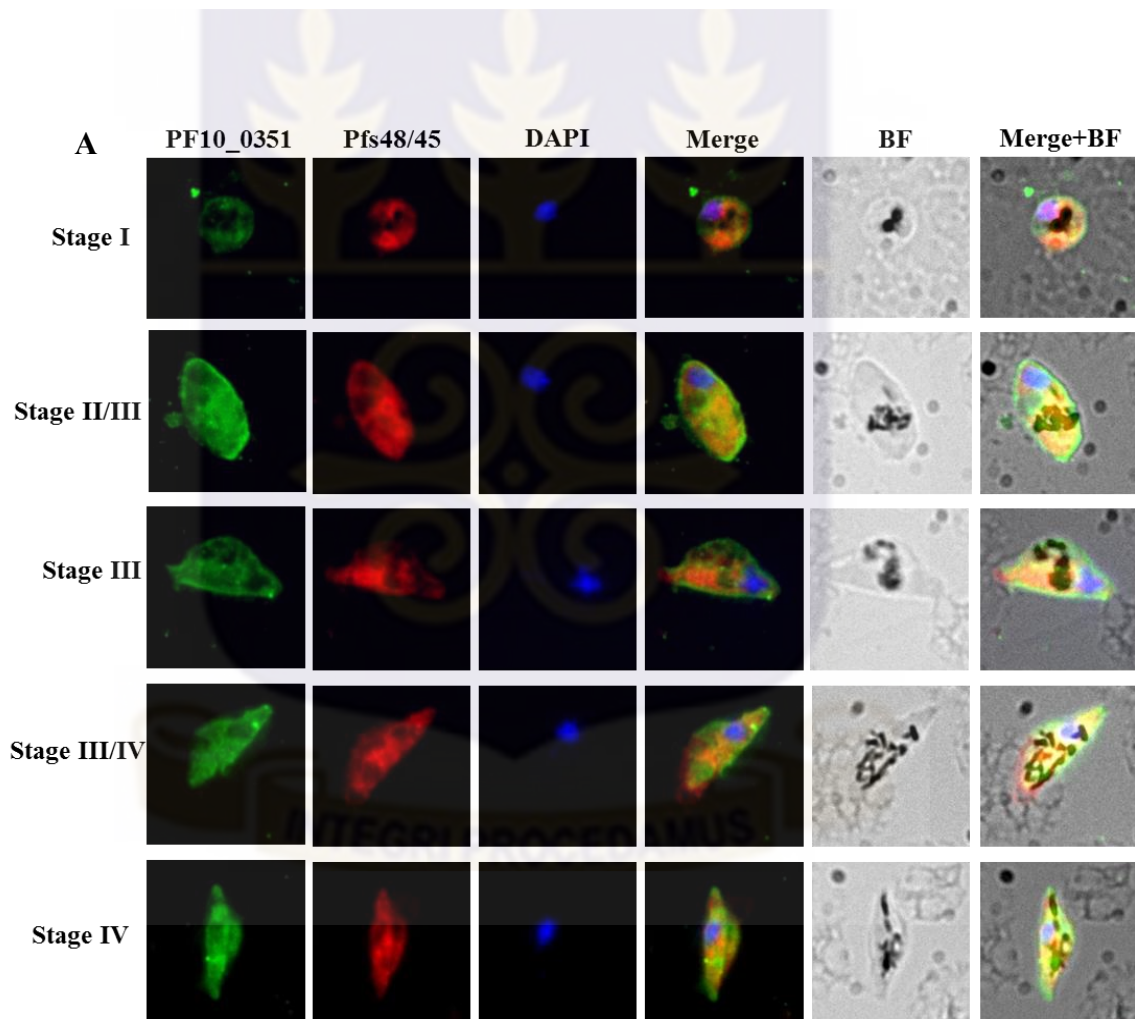 A PF10_0351 Pfs48/45 DAPI Merge BF Merge+BF
Stage I
Stage II/III
Stage III
Stage III/IV
INTEGRI PROCEDAMUS
Stage IV